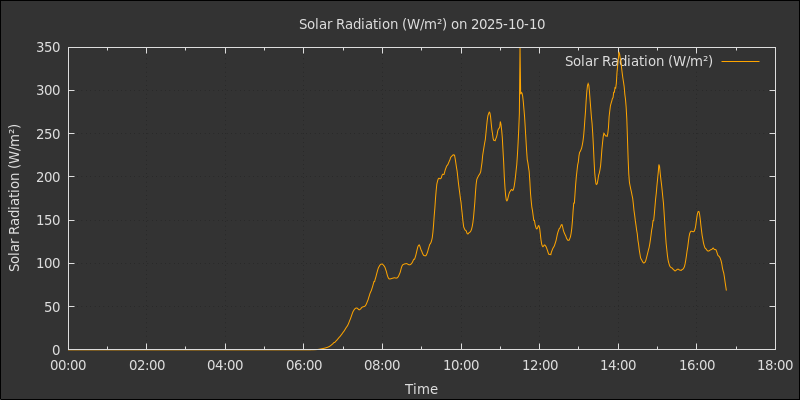 Solar Radiation (W/m²) on 2025-10-10
Solar Radiation (W/m²)
350
300
250
200
150
100
50
0
Solar Radiation (W/m²)
00:00 02:00 04:00 06:00 08:00 10:00 12:00 14:00 16:00 18:00
Time